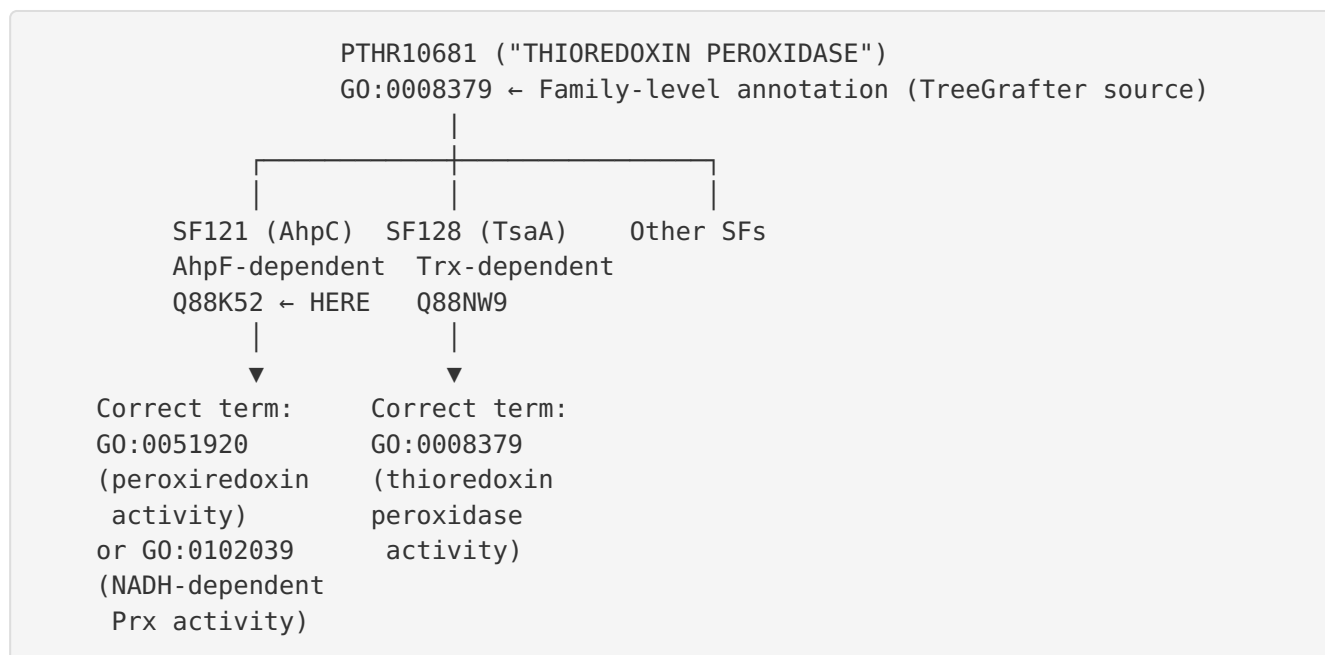 PTHR10681 ("THIOREDOXIN PEROXIDASE")
GO:0008379 ← Family-level annotation (TreeGrafter source)
SF121 (AhpC) SF128 (TsaA) Other SFs
AhpF-dependent Trx-dependent
Q88K52 ← HERE Q88NW9
Correct term: Correct term:
GO:0051920 GO:0008379
(peroxiredoxin (thioredoxin
activity) peroxidase
or GO:0102039 activity)
(NADH-dependent
Prx activity)